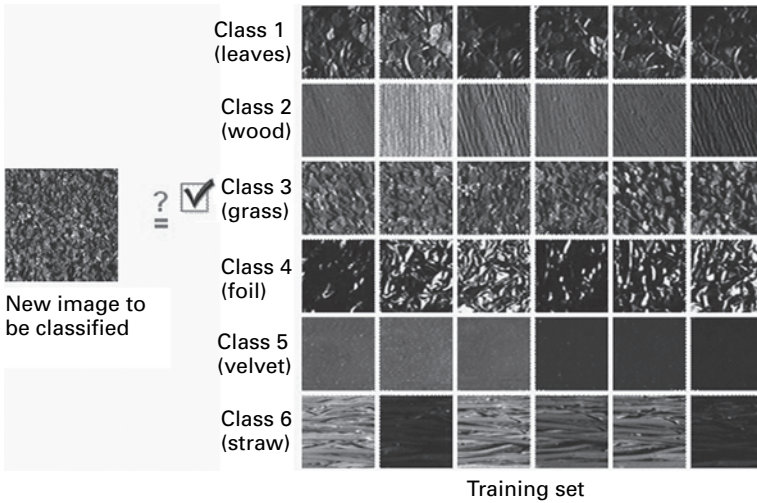 Class 1
(leaves)
Class 2
(wood)
Class 3
(grass)
Class 4
(foil)
Class 5
(velvet)
Class 6
(straw)
?
=
New image to
be classified
Training set